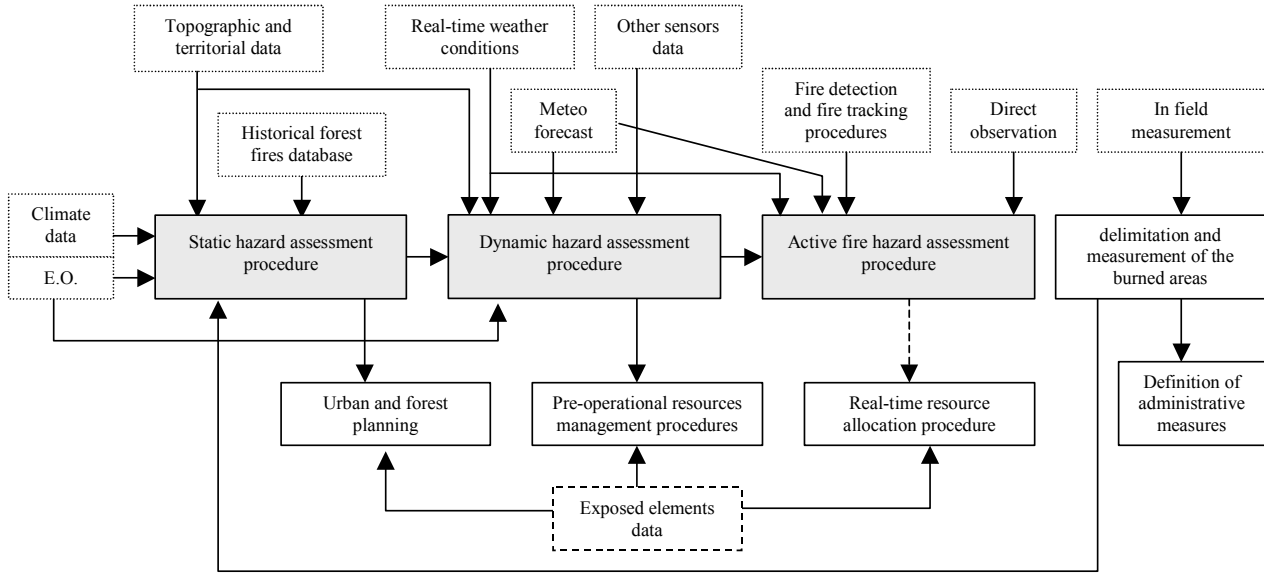 Topographic and
territorial data
Real-time weather
conditions
Other sensors
data
Historical forest
fires database
Meteo
forecast
Fire detection
and fire tracking
procedures
Direct
observation
In field
measurement
Climate
data
E.O.
Static hazard assessment
procedure
Dynamic hazard assessment
procedure
Active fire hazard assessment
procedure
delimitation and
measurement of the
burned areas
Urban and forest
planning
Pre-operational resources
management procedures
Real-time resource
allocation procedure
Definition of
administrative
measures
Exposed elements
data